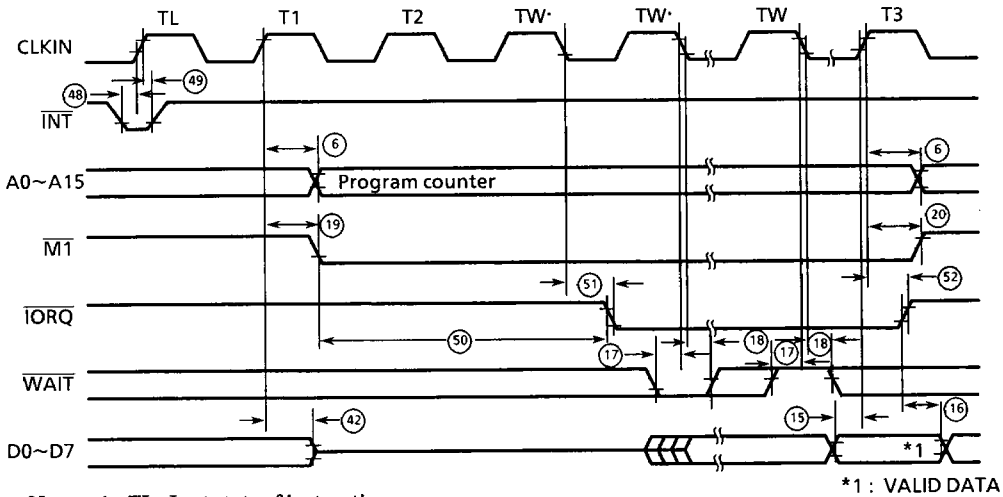 TL T1 T2 TW* TW* TW T3
CLKIN
49
48
INT
6 6
A0~A15 Program counter
19 20
M1
51 52
IORQ
50
17 18 17 18
WAIT
42 15 16
D0~D7 *1
*1 : VALID DATA